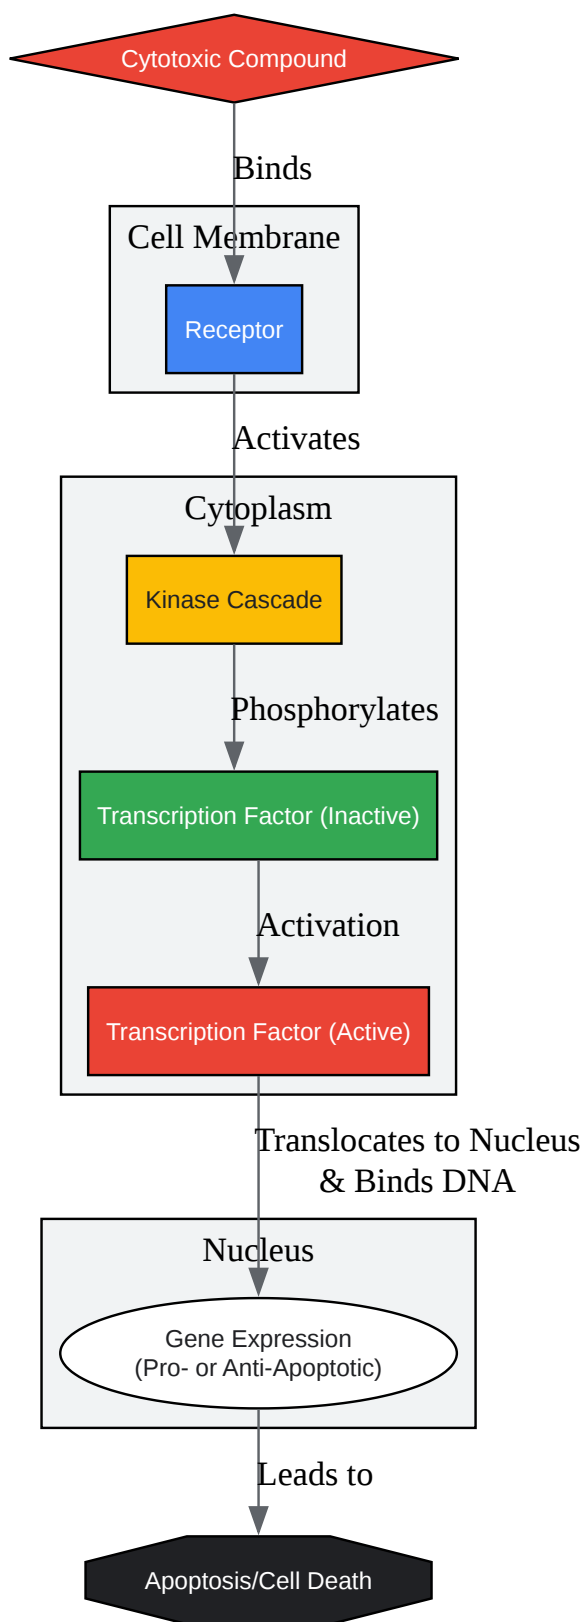 Cytotoxic Compound
Binds
Cell Membrane
Receptor
Activates
Cytoplasm
Kinase Cascade
Phosphorylates
Transcription Factor (Inactive)
Activation
Transcription Factor (Active)
Translocates to Nucleus
& Binds DNA
Nucleus
Gene Expression
(Pro- or Anti-Apoptotic)
Leads to
Apoptosis/Cell Death